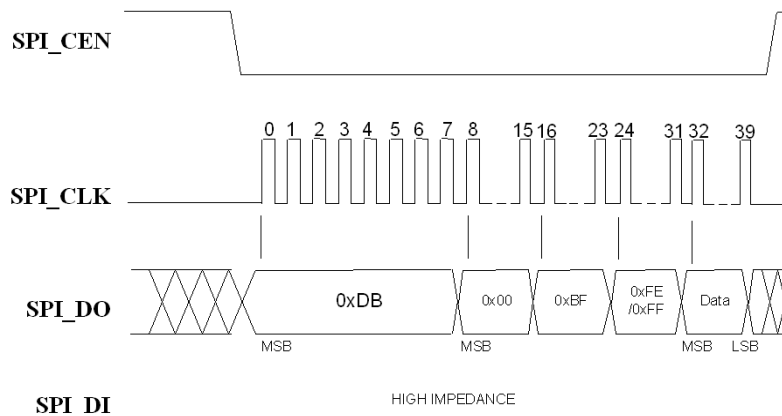 SPI_CEN
0 1 2 3 4 5 6 7 8 15 16 23 24 31 32 39
SPI_CLK
SPI_DO
0xDB 0x00 0xBF 0xFE /0xFF Data
MSB MSB MSB LSB
SPI_DI
HIGH IMPEDANCE